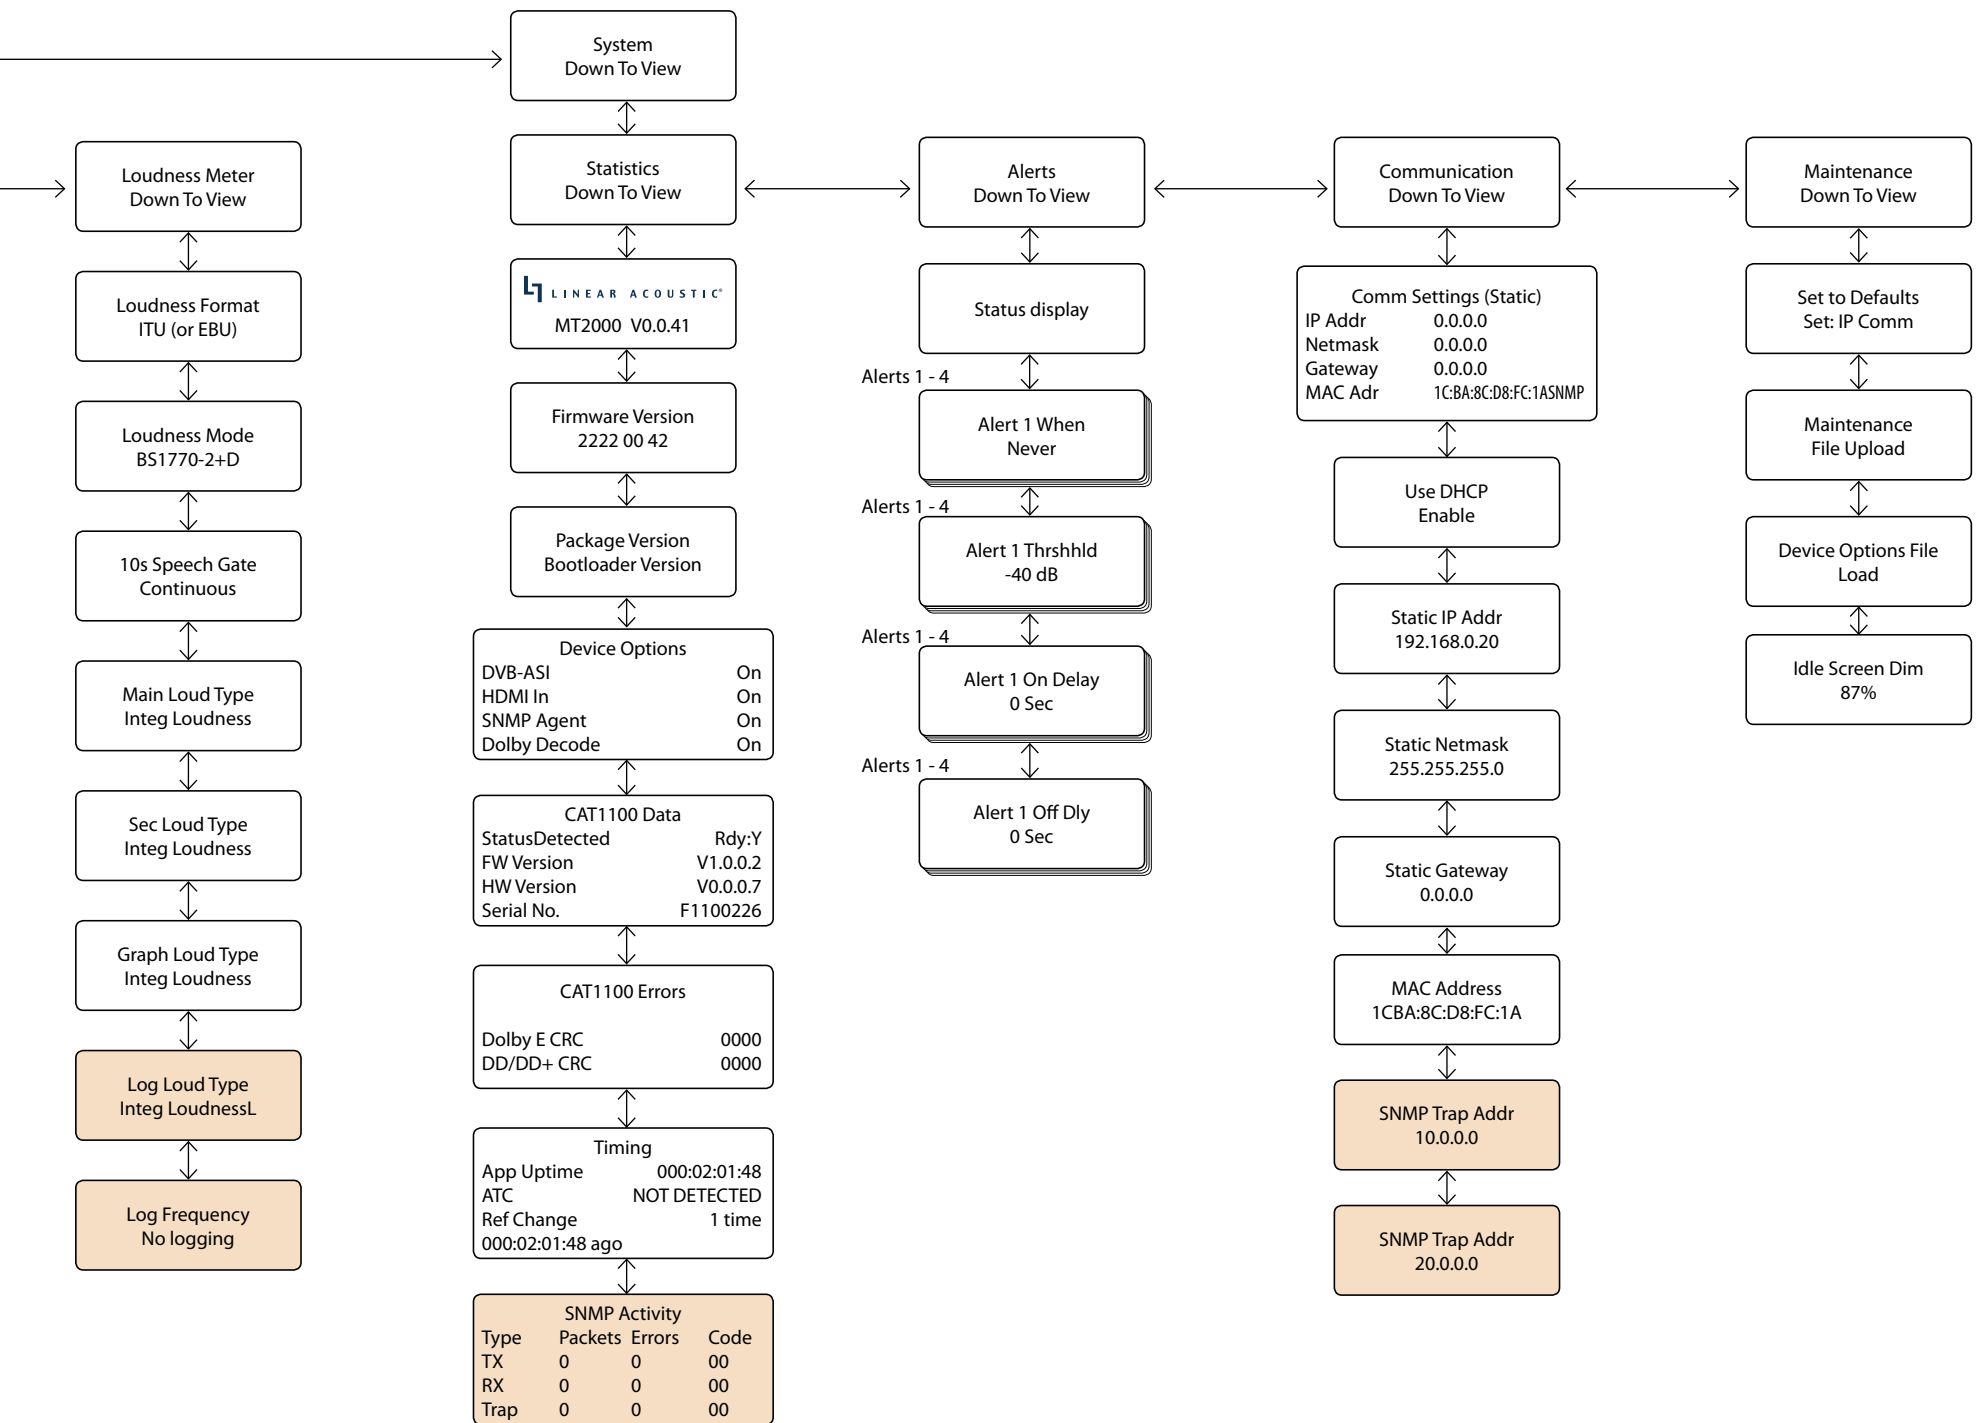 System
Down To View
Loudness Meter
Down To View
Loudness Format
ITU (or EBU)
Loudness Mode
BS1770-2+D
10s Speech Gate
Continuous
Main Loud Type
Integ Loudness
Sec Loud Type
Integ Loudness
Graph Loud Type
Integ Loudness
Log Loud Type
Integ LoudnessL
Log Frequency
No logging
Statistics
Down To View
LINEAR ACOUSTIC®
MT2000 V0.0.41
Firmware Version
2222 00 42
Package Version
Bootloader Version
Device Options
DVB-ASI On
HDMI In On
SNMP Agent On
Dolby Decode On
CAT1100 Data
StatusDetected Rdy:Y
FW Version V1.0.0.2
HW Version V0.0.0.7
Serial No. F1100226
CAT1100 Errors
Dolby E CRC 0000
DD/DD+ CRC 0000
Timing
App Uptime 000:02:01:48
ATC NOT DETECTED
Ref Change 1 time
000:02:01:48 ago
SNMP Activity
Type Packets Errors Code
TX 0 0 00
RX 0 0 00
Trap 0 0 00
Alerts
Down To View
Status display
Alerts 1 - 4
Alert 1 When
Never
Alerts 1 - 4
Alert 1 Thrshhld
-40 dB
Alerts 1 - 4
Alert 1 On Delay
0 Sec
Alerts 1 - 4
Alert 1 Off Dly
0 Sec
Communication
Down To View
Comm Settings (Static)
IP Addr 0.0.0.0
Netmask 0.0.0.0
Gateway 0.0.0.0
MAC Adr 1C:BA:8C:D8:FC:1ASNMP
Use DHCP
Enable
Static IP Addr
192.168.0.20
Static Netmask
255.255.255.0
Static Gateway
0.0.0.0
MAC Address
1CBA:8C:D8:FC:1A
SNMP Trap Addr
10.0.0.0
SNMP Trap Addr
20.0.0.0
Maintenance
Down To View
Set to Defaults
Set: IP Comm
Maintenance
File Upload
Device Options File
Load
Idle Screen Dim
87%